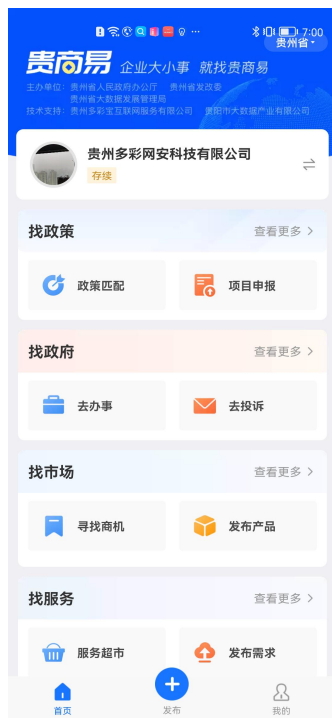 7:00
贵州省
贵商易 企业大小事 就找贵商易
主办单位：贵州省人民政府办公厅 贵州省发改委
贵州省大数据发展管理局
技术支持：贵州多彩宝互联网服务有限公司 贵阳市大数据产业有限公司
贵州多彩网安科技有限公司
存续
找政策 查看更多
政策匹配 项目申报
找政府 查看更多
去办事 去投诉
找市场 查看更多
寻找商机 发布产品
找服务 查看更多
服务超市 发布需求
首页 发布 我的